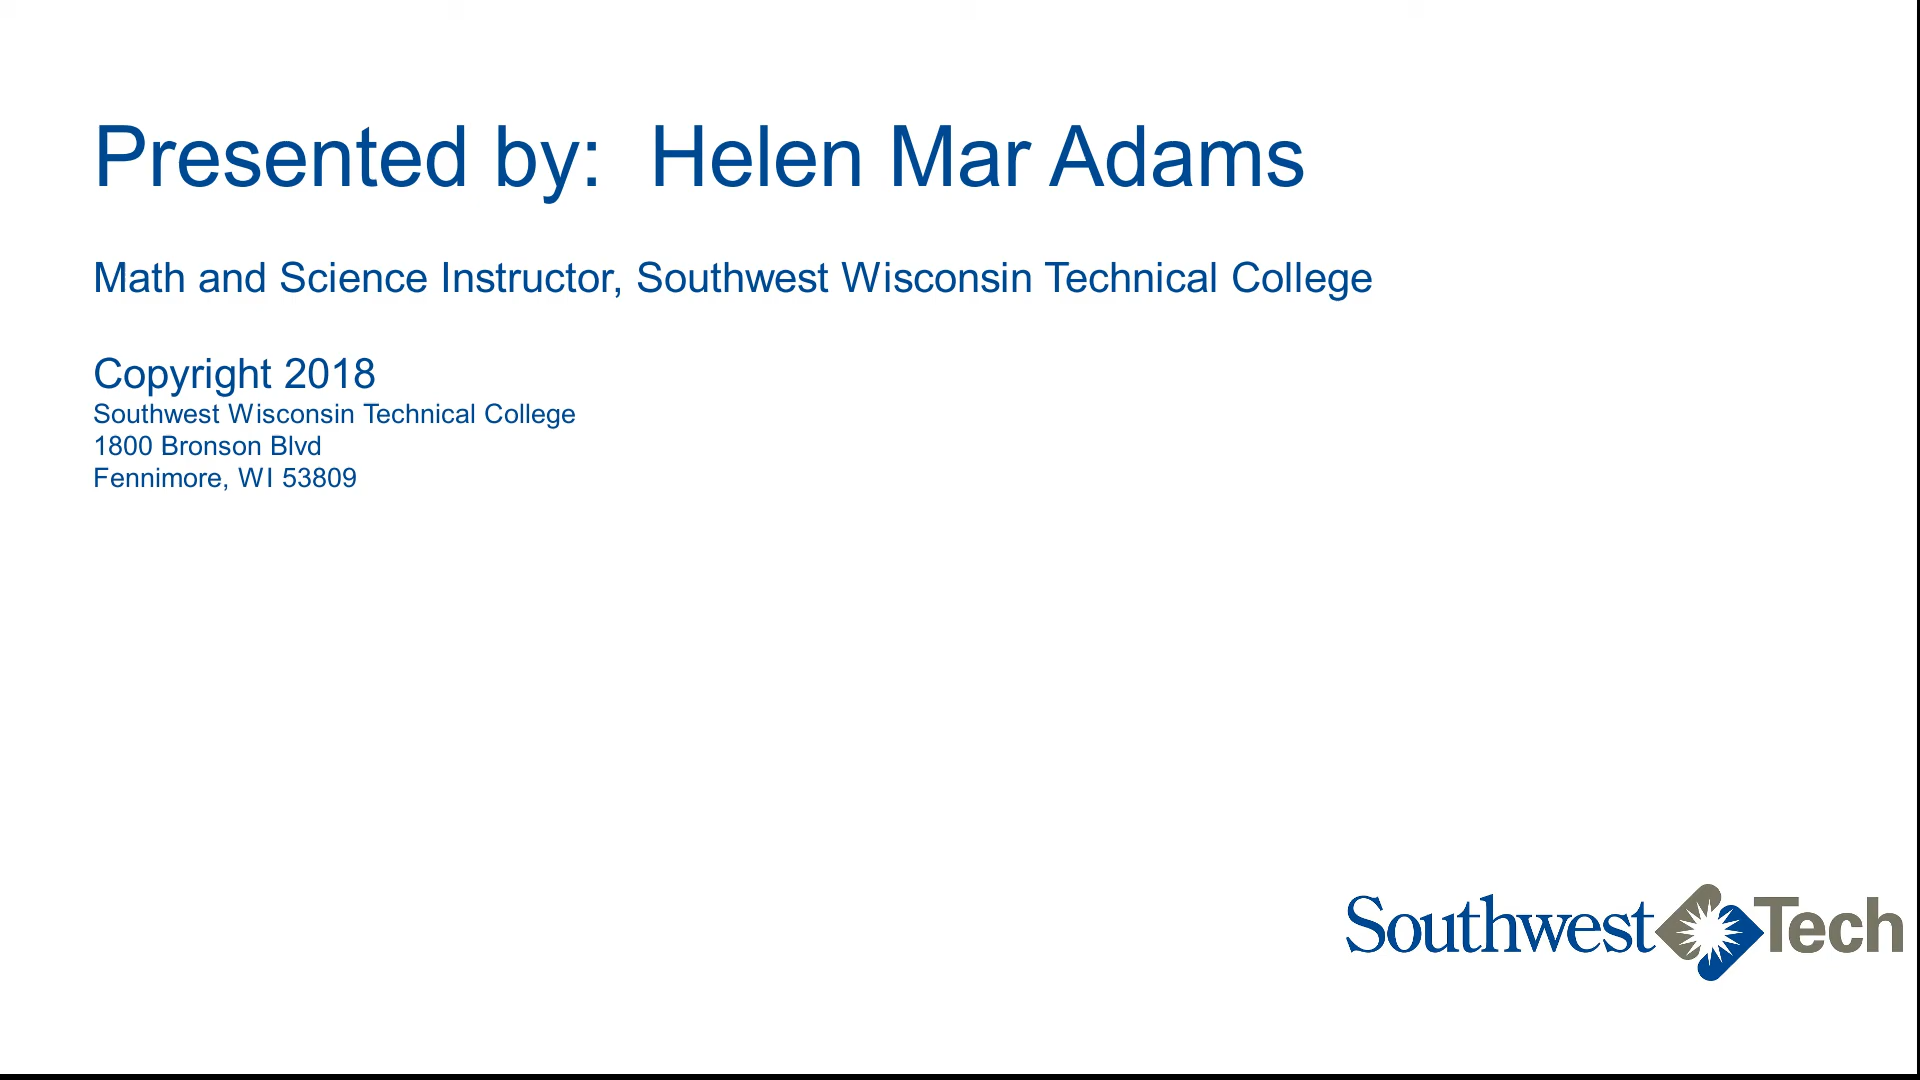 Presented by:  Helen Mar Adams
Math and Science Instructor, Southwest Wisconsin Technical College
Copyright 2018
Southwest Wisconsin Technical College
1800 Bronson Blvd
Fennimore, WI 53809
Southwest Tech